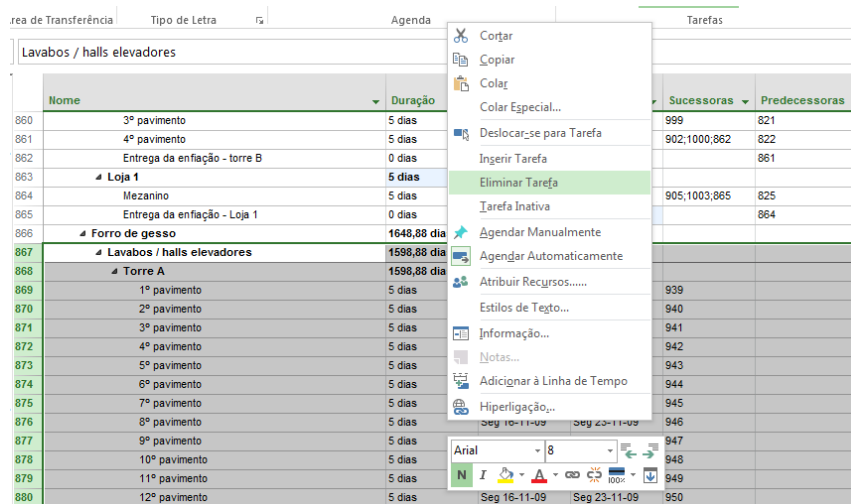 rea de Transferência Tipo de Letra Agenda Tarefas
Lavabos / halls elevadores
Nome Duração Sucessoras Predecessoras
860 3º pavimento 5 dias 999 821
861 4º pavimento 5 dias 902;1000;862 822
862 Entrega da enfiação - torre B 0 dias 861
863 Loja 1 5 dias
864 Mezanino 5 dias 905;1003;865 825
865 Entrega da enfiação - Loja 1 0 dias 864
866 Forro de gesso 1648,88 dia
867 Lavabos / halls elevadores 1598,88 dia
868 Torre A 1598,88 dia
869 1º pavimento 5 dias 939
870 2º pavimento 5 dias 940
871 3º pavimento 5 dias 941
872 4º pavimento 5 dias 942
873 5º pavimento 5 dias 943
874 6º pavimento 5 dias 944
875 7º pavimento 5 dias 945
876 8º pavimento 5 dias Seg 16-11-09 Seg 23-11-09 946
877 9º pavimento 5 dias 947
878 10º pavimento 5 dias 948
879 11º pavimento 5 dias 949
880 12º pavimento 5 dias Seg 16-11-09 Seg 23-11-09 950
Cortar
Copiar
Colar
Colar Especial...
Deslocar-se para Tarefa
Inserir Tarefa
Eliminar Tarefa
Tarefa Inativa
Agendar Manualmente
Agendar Automaticamente
Atribuir Recursos......
Estilos de Texto...
Informação...
Notas...
Adicionar à Linha de Tempo
Hiperligação...
Arial 8
N I A 100%